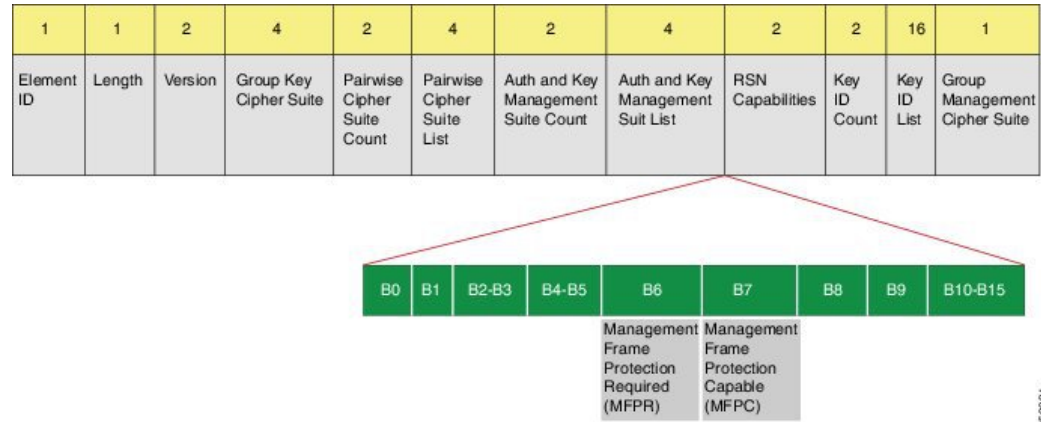 1 1 2 4 2 4 2 4 2 2 16 1
Element Length Version Group Key Pairwise Pairwise Auth and Key Auth and Key RSN Key Key Group
ID Cipher Suite Cipher Cipher Management Management Capabilities ID ID Management
Suite Suite Suite Count Suit List Count List Cipher Suite
Count List
B0 B1 B2-B3 B4-B5 B6 B7 B8 B9 B10-B15
Management Management
Frame Frame
Protection Protection
Required Capable
(MFPR) (MFPC)